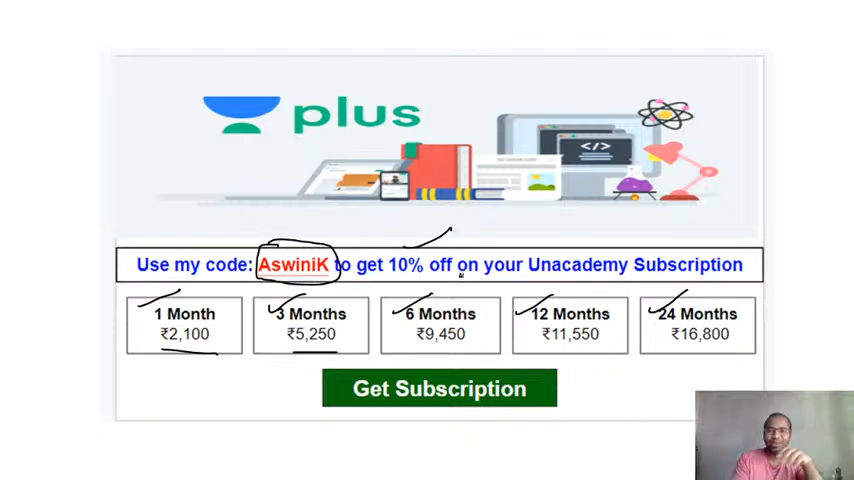 plus
</>
Use my code: AswiniK to get 10% off on your Unacademy Subscription
1 Month
₹2,100
3 Months
₹5,250
6 Months
₹9,450
12 Months
₹11,550
24 Months
₹16,800
Get Subscription